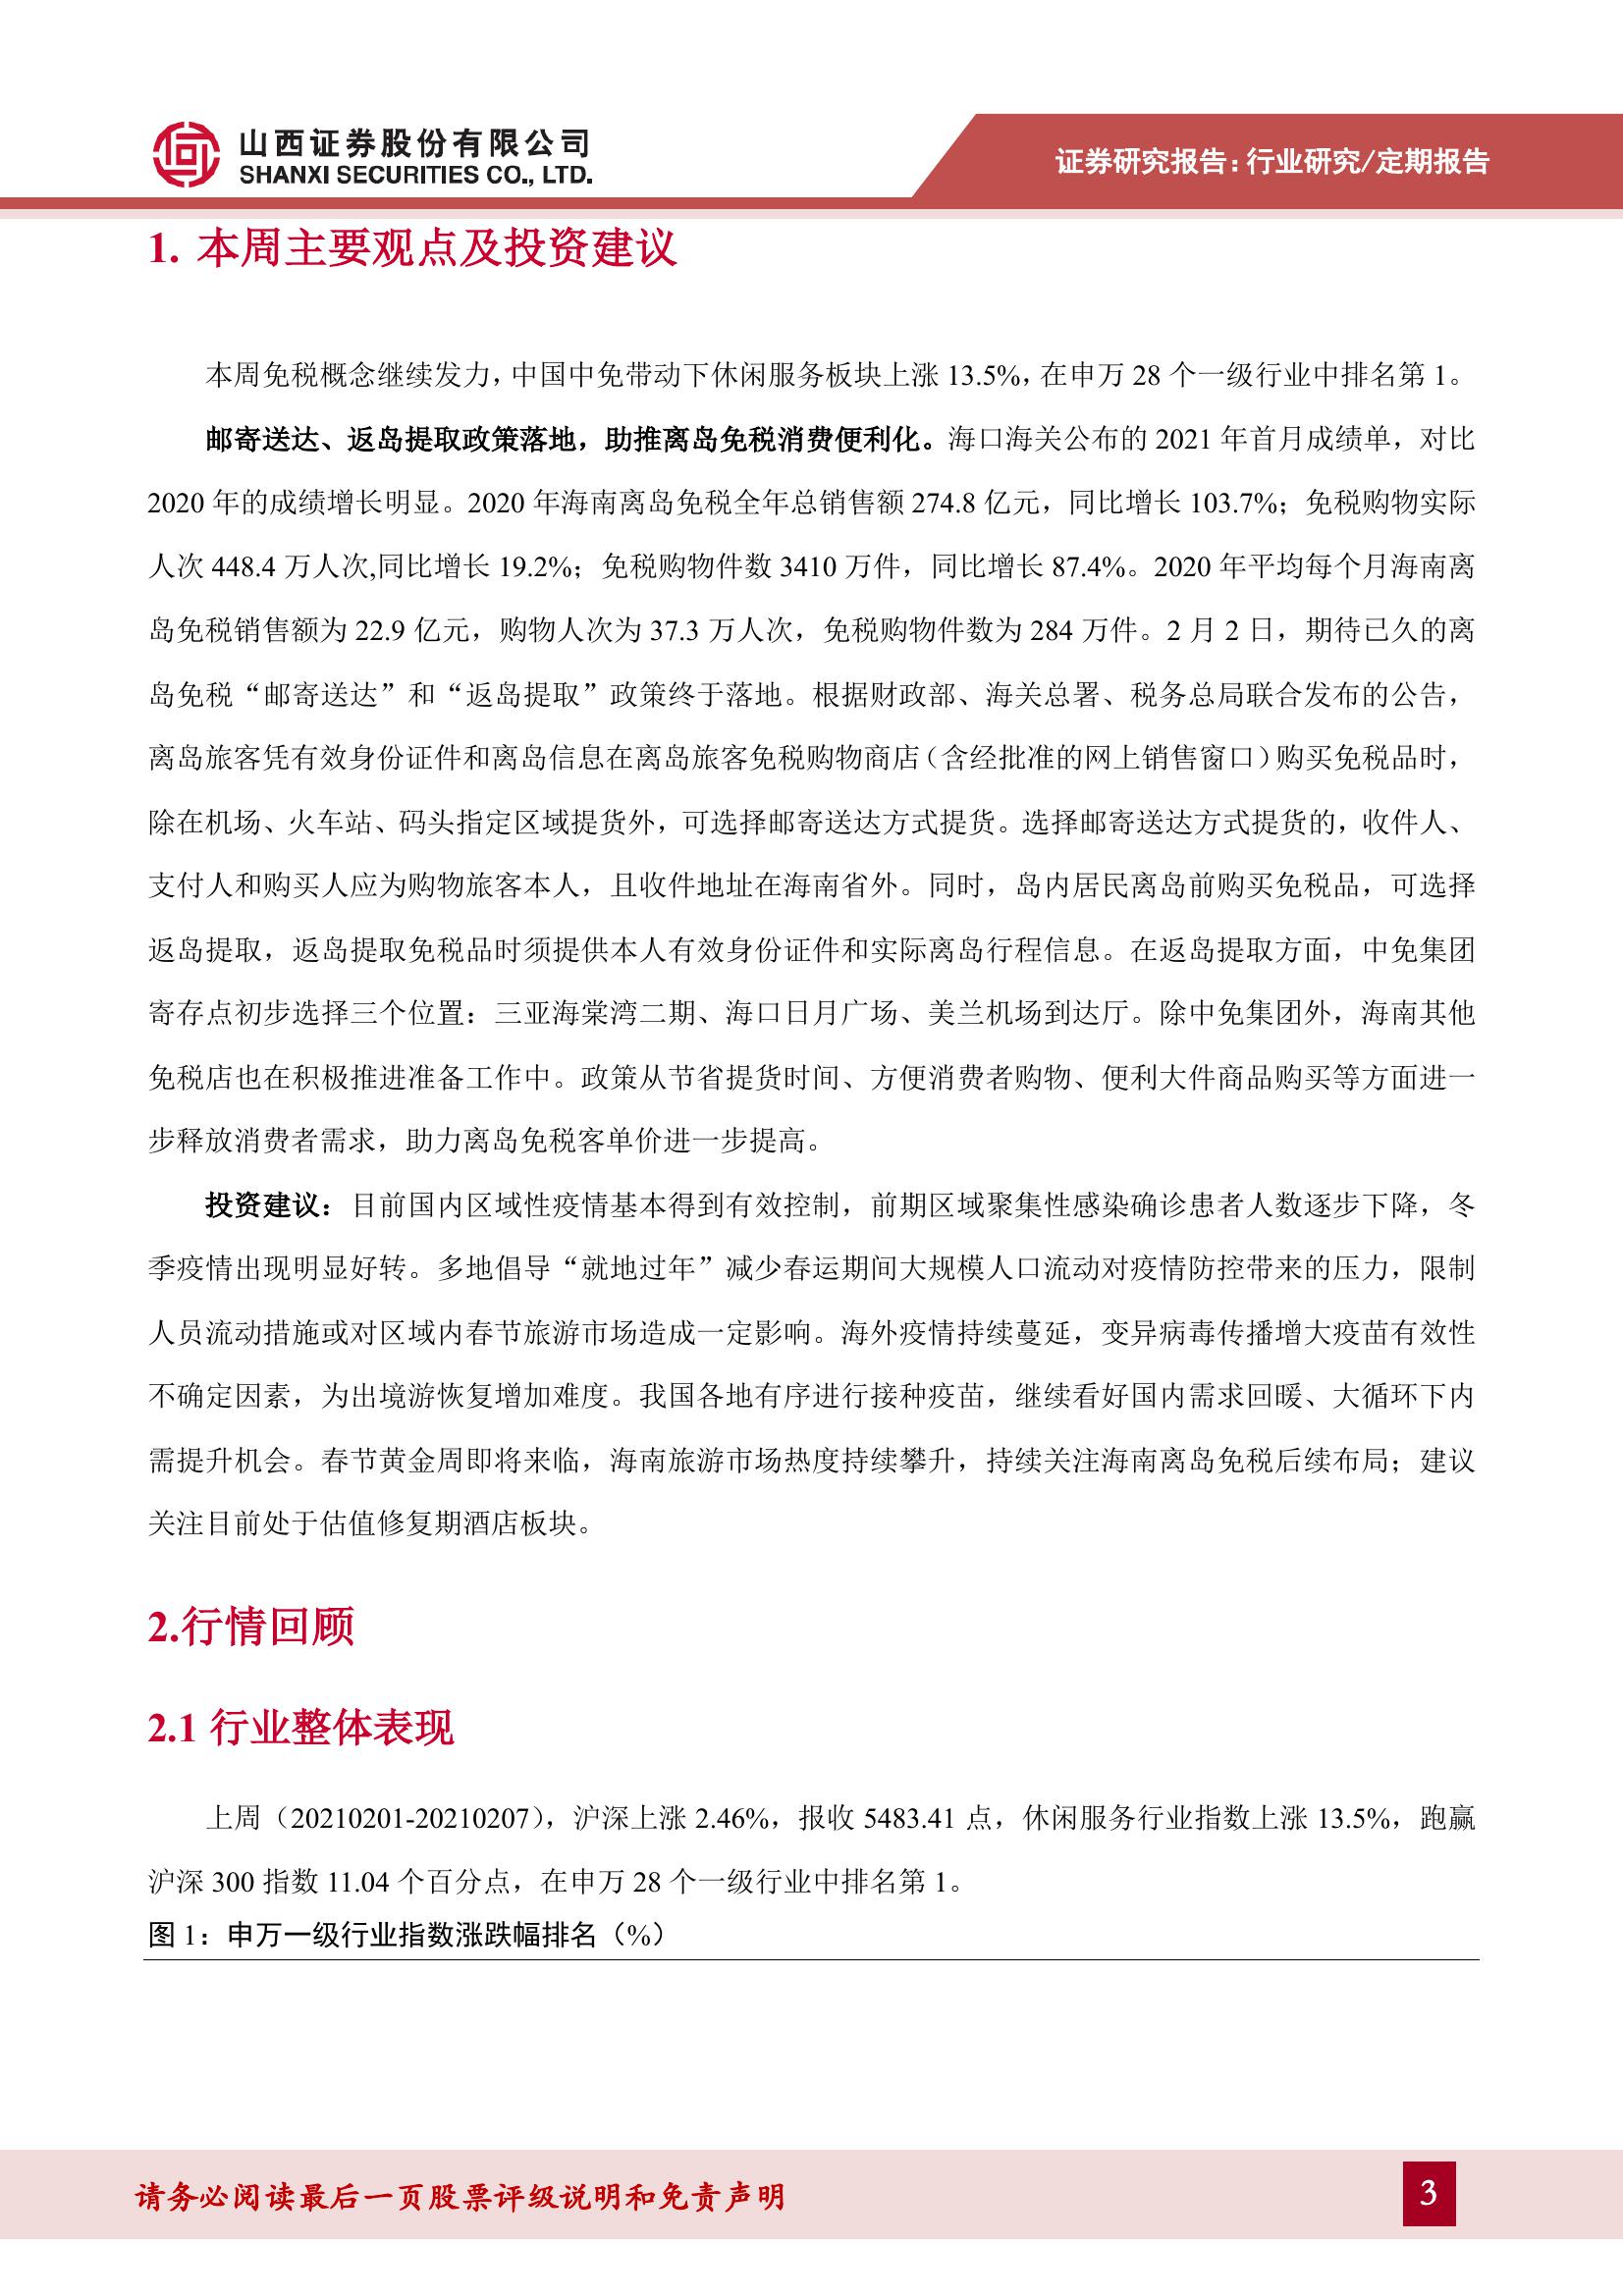 山西证券股份有限公司
SHANXI SECURITIES CO., LTD.
证券研究报告：行业研究/定期报告
1. 本周主要观点及投资建议
本周免税概念继续发力，中国中免带动下休闲服务板块上涨 13.5%，在申万 28 个一级行业中排名第 1。
邮寄送达、返岛提取政策落地，助推离岛免税消费便利化。海口海关公布的 2021 年首月成绩单，对比
2020 年的成绩增长明显。2020 年海南离岛免税全年总销售额 274.8 亿元，同比增长 103.7%；免税购物实际
人次 448.4 万人次,同比增长 19.2%；免税购物件数 3410 万件，同比增长 87.4%。2020 年平均每个月海南离
岛免税销售额为 22.9 亿元，购物人次为 37.3 万人次，免税购物件数为 284 万件。2 月 2 日，期待已久的离
岛免税“邮寄送达”和“返岛提取”政策终于落地。根据财政部、海关总署、税务总局联合发布的公告，
离岛旅客凭有效身份证件和离岛信息在离岛旅客免税购物商店（含经批准的网上销售窗口）购买免税品时，
除在机场、火车站、码头指定区域提货外，可选择邮寄送达方式提货。选择邮寄送达方式提货的，收件人、
支付人和购买人应为购物旅客本人，且收件地址在海南省外。同时，岛内居民离岛前购买免税品，可选择
返岛提取，返岛提取免税品时须提供本人有效身份证件和实际离岛行程信息。在返岛提取方面，中免集团
寄存点初步选择三个位置：三亚海棠湾二期、海口日月广场、美兰机场到达厅。除中免集团外，海南其他
免税店也在积极推进准备工作中。政策从节省提货时间、方便消费者购物、便利大件商品购买等方面进一
步释放消费者需求，助力离岛免税客单价进一步提高。
投资建议：目前国内区域性疫情基本得到有效控制，前期区域聚集性感染确诊患者人数逐步下降，冬
季疫情出现明显好转。多地倡导“就地过年”减少春运期间大规模人口流动对疫情防控带来的压力，限制
人员流动措施或对区域内春节旅游市场造成一定影响。海外疫情持续蔓延，变异病毒传播增大疫苗有效性
不确定因素，为出境游恢复增加难度。我国各地有序进行接种疫苗，继续看好国内需求回暖、大循环下内
需提升机会。春节黄金周即将来临，海南旅游市场热度持续攀升，持续关注海南离岛免税后续布局；建议
关注目前处于估值修复期酒店板块。
2.行情回顾
2.1 行业整体表现
上周（20210201-20210207），沪深上涨 2.46%，报收 5483.41 点，休闲服务行业指数上涨 13.5%，跑赢
沪深 300 指数 11.04 个百分点，在申万 28 个一级行业中排名第 1。
图 1：申万一级行业指数涨跌幅排名（%）
请务必阅读最后一页股票评级说明和免责声明
3